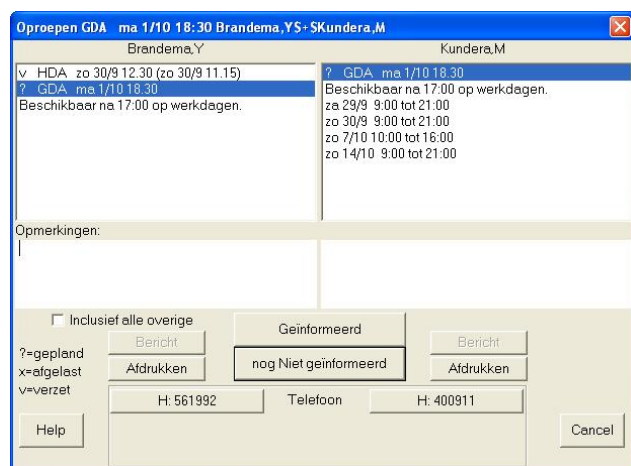 Oproepen GDA ma 1/10 18:30 Brandema,Y$+$Kundera,M
Brandema,Y
Kundera,M
v HDA zo 30/9 12.30 (zo 30/9 11.15)
? GDA ma 1/10 18.30
Beschikbaar na 17:00 op werkdagen.
? GDA ma 1/10 18.30
Beschikbaar na 17:00 op werkdagen.
za 29/9 9:00 tot 21:00
zo 30/9 9:00 tot 21:00
zo 7/10 10:00 tot 16:00
zo 14/10 9:00 tot 21:00
Opmerkingen:
Inclusief alle overige
?=gepland
x=afgelast
v=verzet
Bericht
Afdrukken
Geïnformeerd
nog Niet geïnformeerd
Bericht
Afdrukken
H: 561992
Telefoon
H: 400911
Help
Cancel